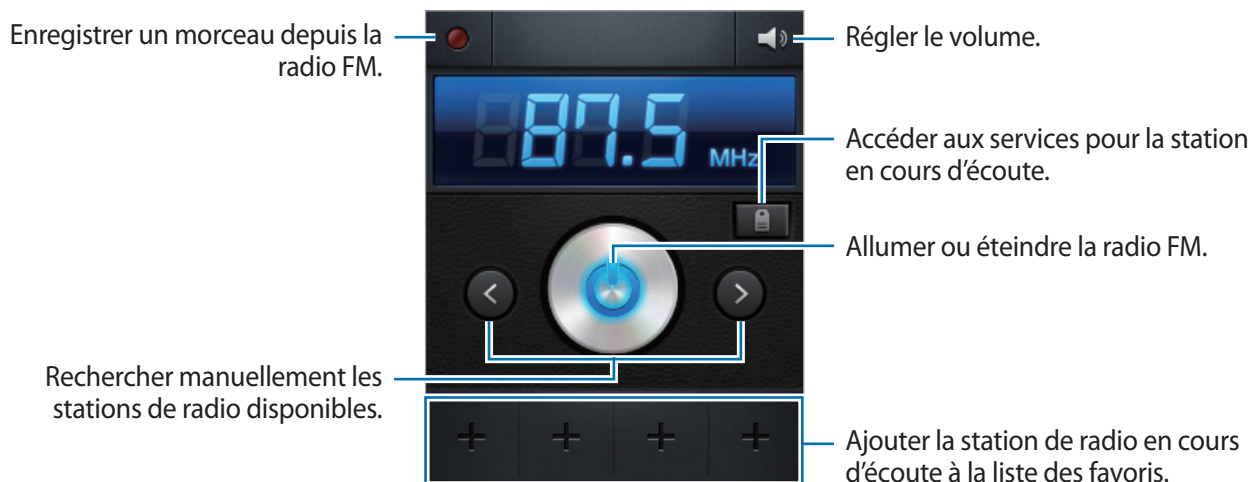 Enregistrer un morceau depuis la
radio FM.
Régler le volume.
87.5
MHz
Accéder aux services pour la station
en cours d'écoute.
Allumer ou éteindre la radio FM.
Rechercher manuellement les
stations de radio disponibles.
Ajouter la station de radio en cours
d'écoute à la liste des favoris.